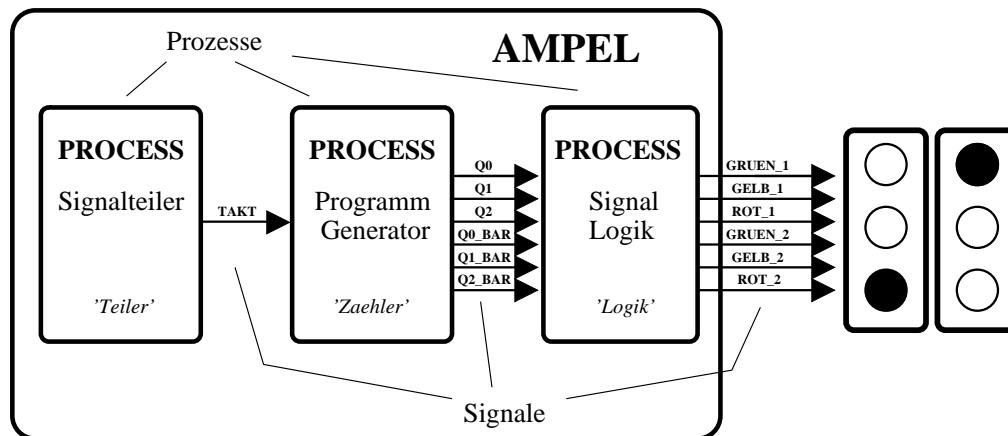 Prozesse
AMPEL
PROCESS
Signalteiler
'Teiler'
TAKT
PROCESS
Programm
Generator
'Zaehler'
Q0
Q1
Q2
Q0_BAR
Q1_BAR
Q2_BAR
PROCESS
Signal
Logik
'Logik'
GRUEN_1
GELB_1
ROT_1
GRUEN_2
GELB_2
ROT_2
Signale